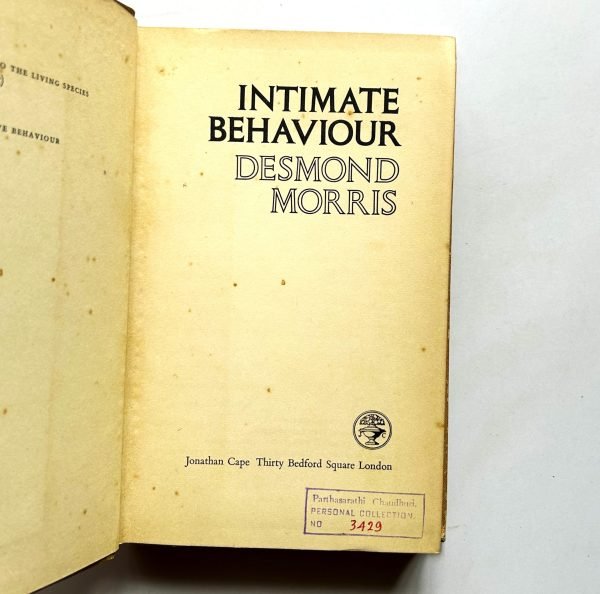 O THE LIVING SPECIES
)
VE BEHAVIOUR
INTIMATE
BEHAVIOUR
DESMOND
MORRIS
Jonathan Cape Thirty Bedford Square London
Parthasarathi Chaudhuri.
PERSONAL COLLECTION.
NO 3429